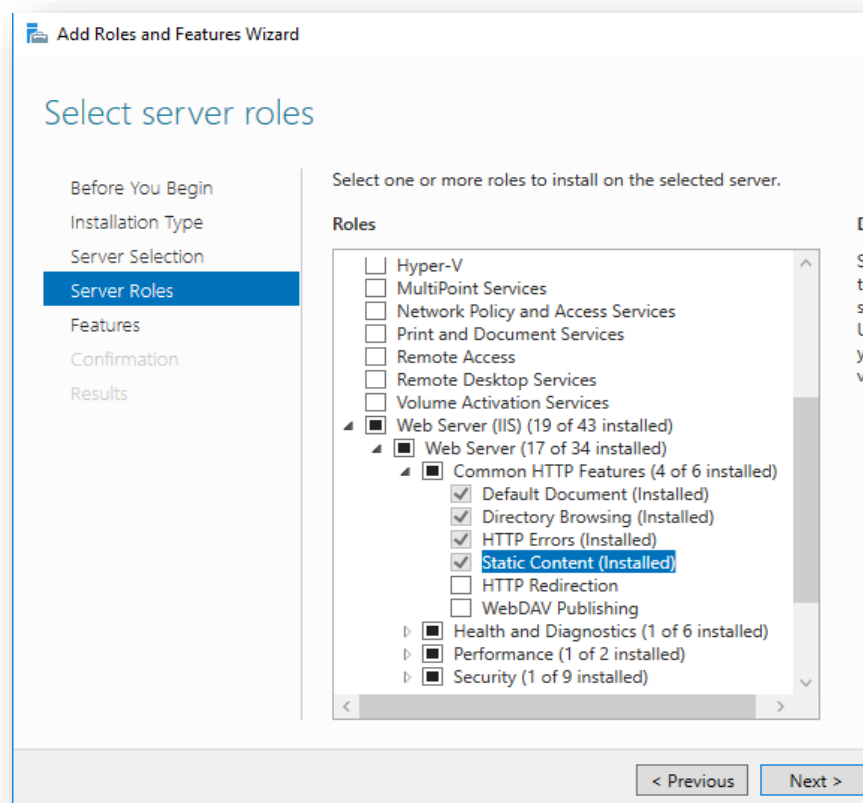 Add Roles and Features Wizard
Select server roles
Before You Begin
Installation Type
Server Selection
Server Roles
Features
Confirmation
Results
Select one or more roles to install on the selected server.
Roles
Hyper-V
MultiPoint Services
Network Policy and Access Services
Print and Document Services
Remote Access
Remote Desktop Services
Volume Activation Services
Web Server (IIS) (19 of 43 installed)
Web Server (17 of 34 installed)
Common HTTP Features (4 of 6 installed)
Default Document (Installed)
Directory Browsing (Installed)
HTTP Errors (Installed)
Static Content (Installed)
HTTP Redirection
WebDAV Publishing
Health and Diagnostics (1 of 6 installed)
Performance (1 of 2 installed)
Security (1 of 9 installed)
< Previous
Next >